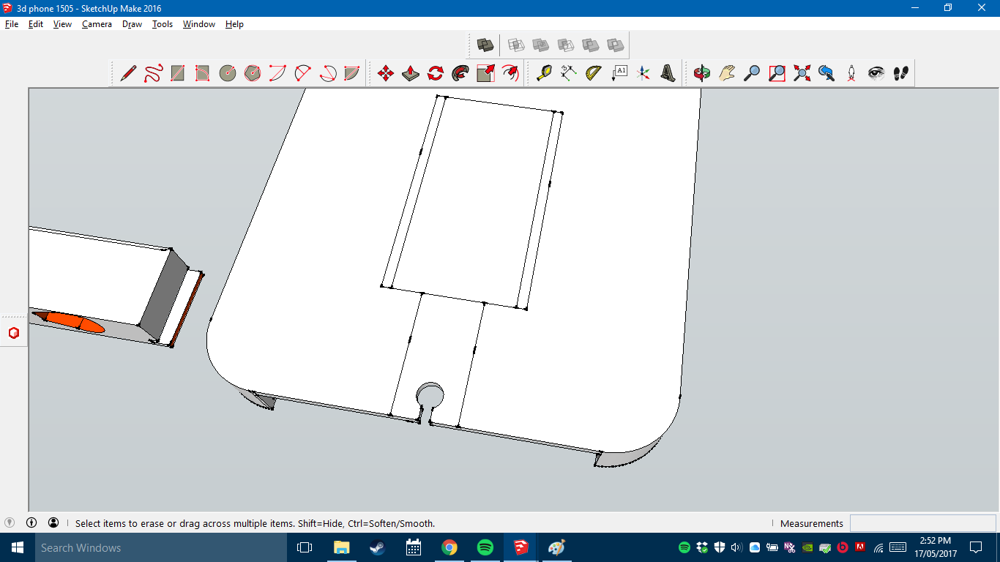 3d phone 1505 - SketchUp Make 2016
File Edit View Camera Draw Tools Window Help
A1
Select items to erase or drag across multiple items. Shift=Hide, Ctrl=Soften/Smooth.
Measurements
Search Windows
2:52 PM
17/05/2017